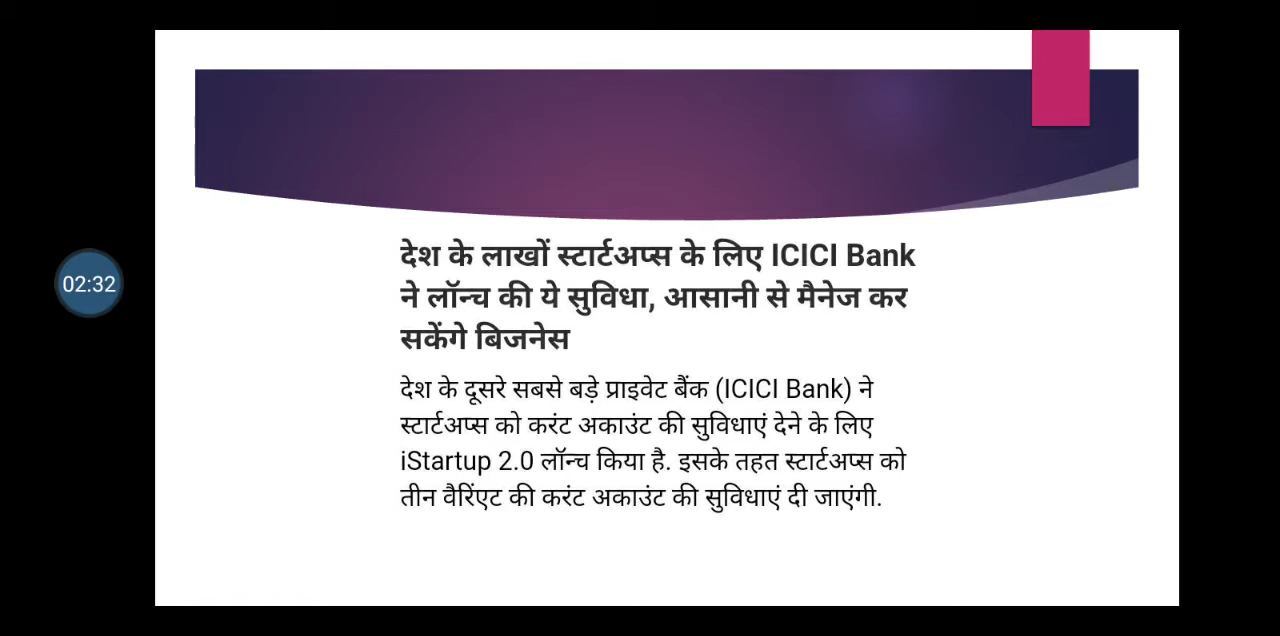 02:32
देश के लाखों स्टार्टअप्स के लिए ICICI Bank
ने लॉन्च की ये सुविधा, आसानी से मैनेज कर
सकेंगे बिजनेस
देश के दूसरे सबसे बड़े प्राइवेट बैंक (ICICI Bank) ने
स्टार्टअप्स को करंट अकाउंट की सुविधाएं देने के लिए
iStartup 2.0 लॉन्च किया है. इसके तहत स्टार्टअप्स को
तीन वैरिंएट की करंट अकाउंट की सुविधाएं दी जाएंगी.